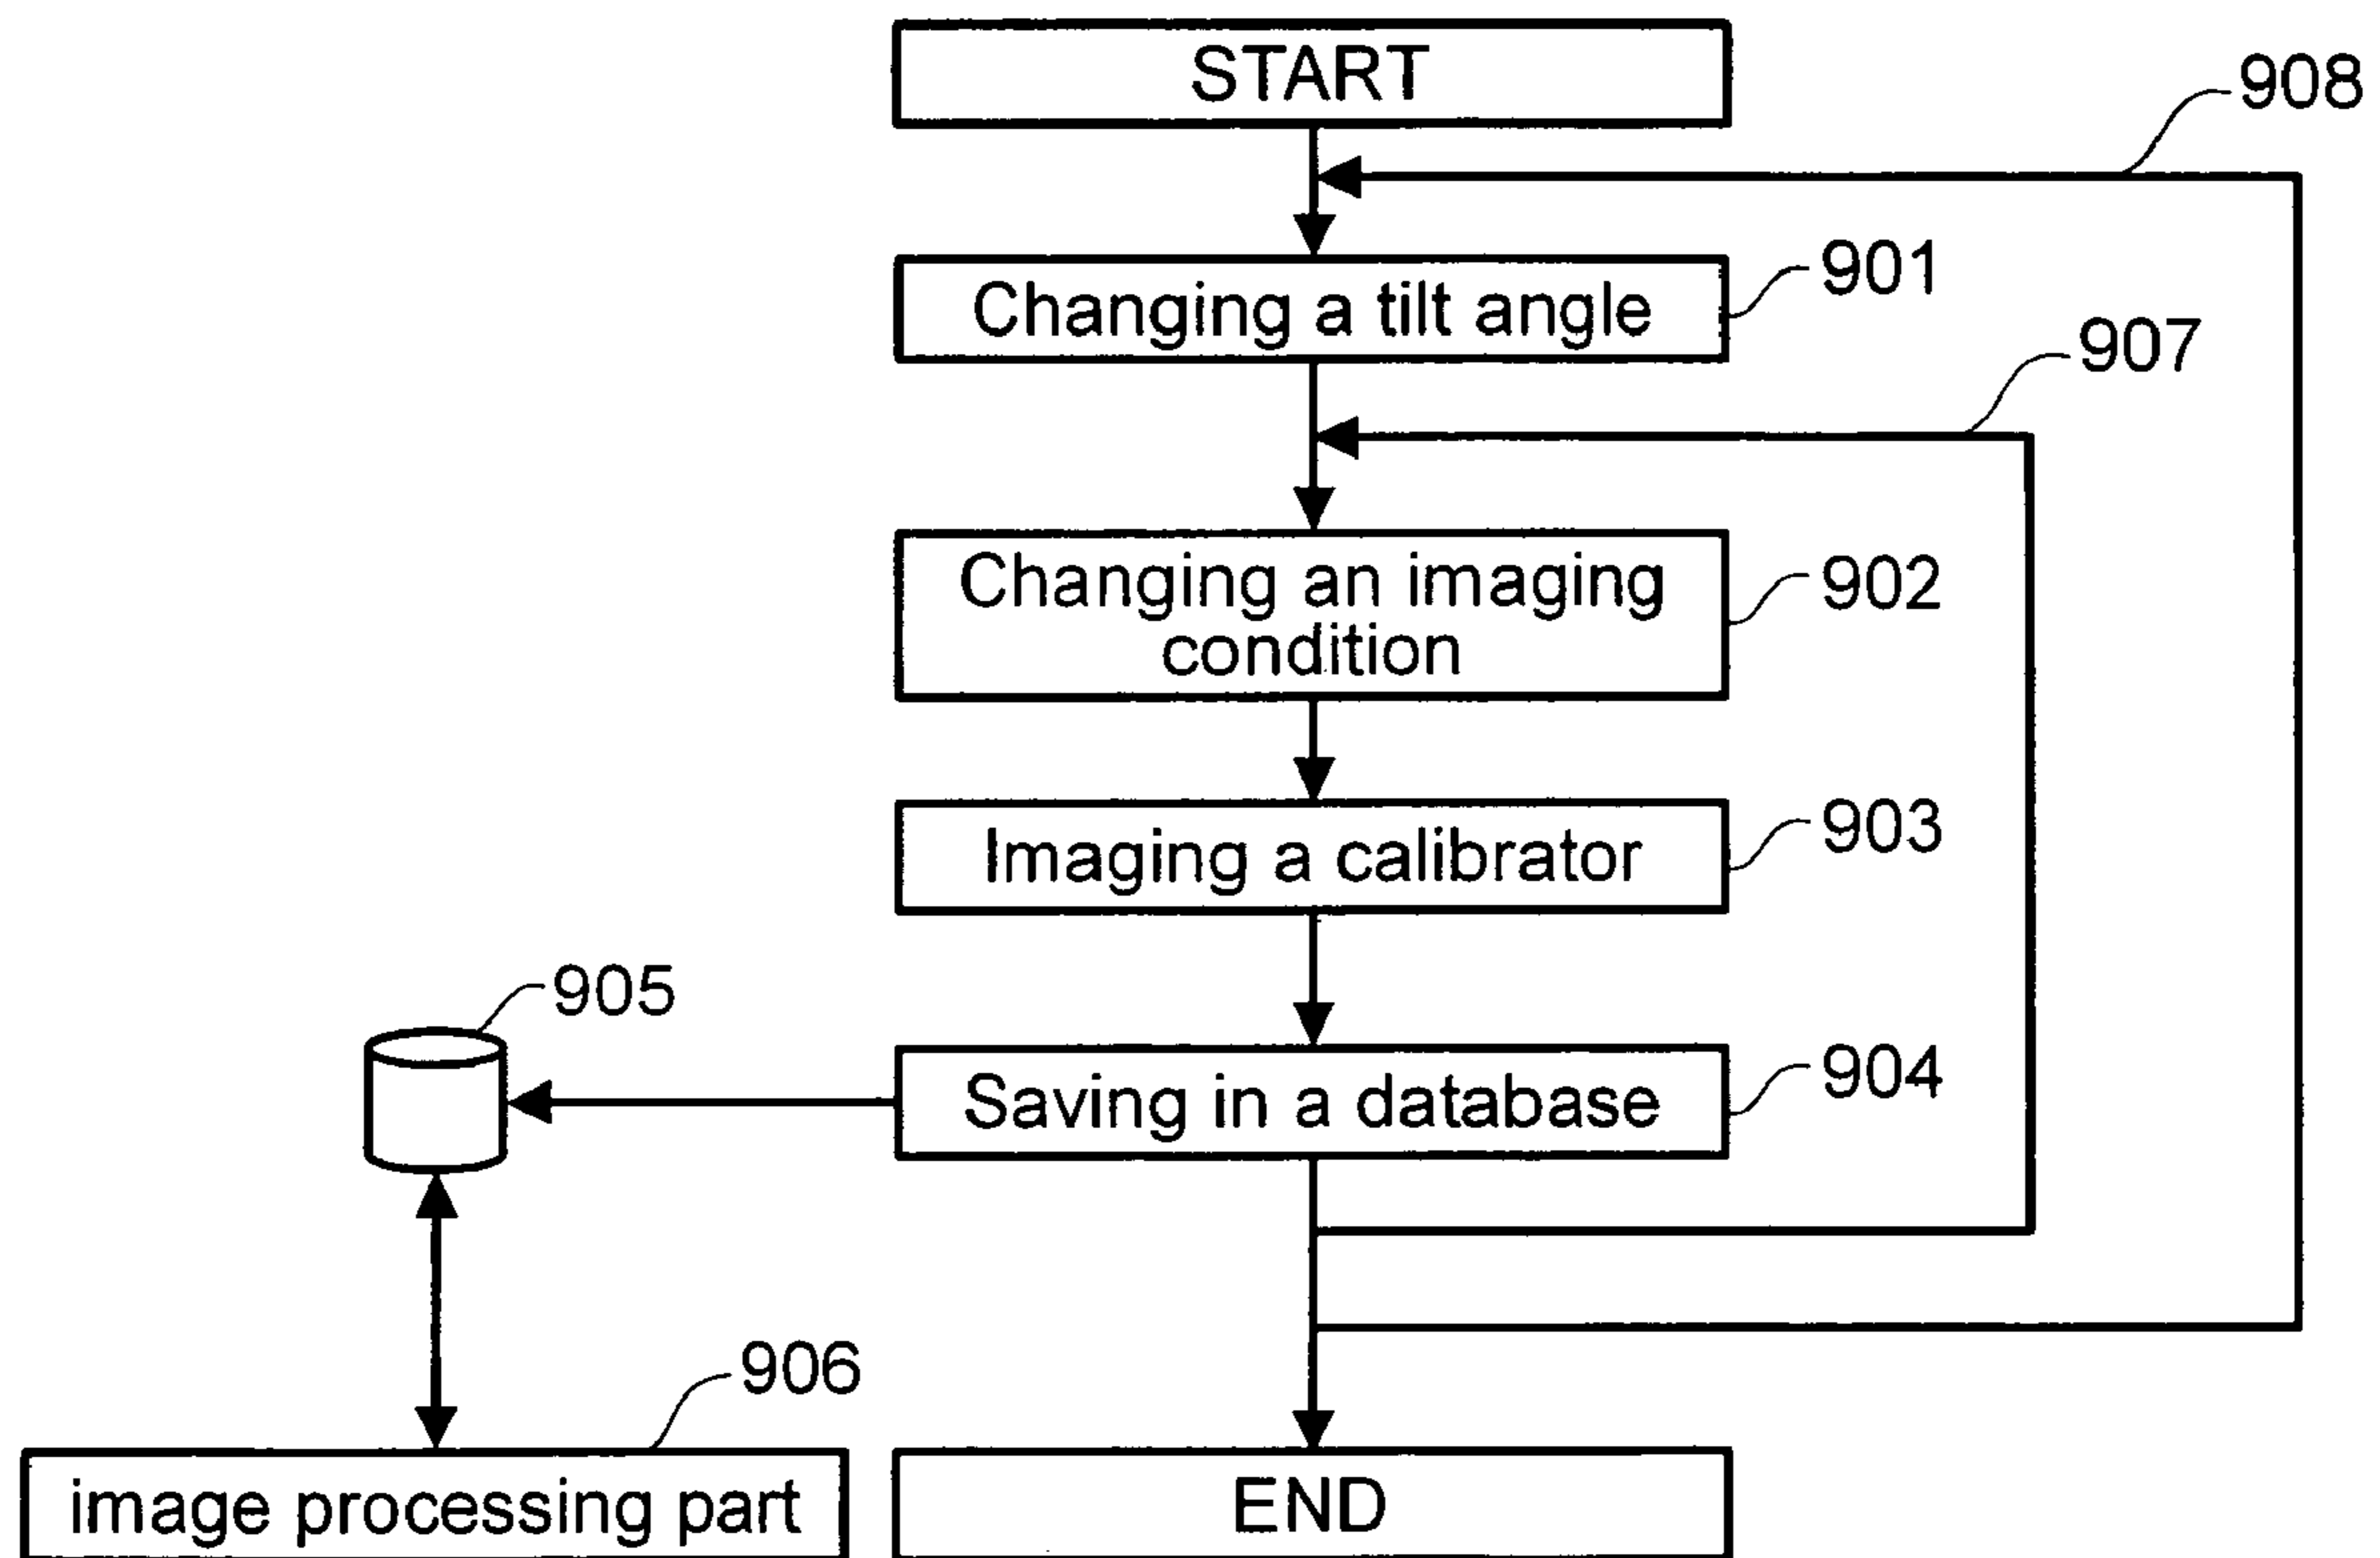 START
908
Changing a tilt angle
901
907
Changing an imaging
condition
902
Imaging a calibrator
903
905
Saving in a database
904
906
image processing part
END